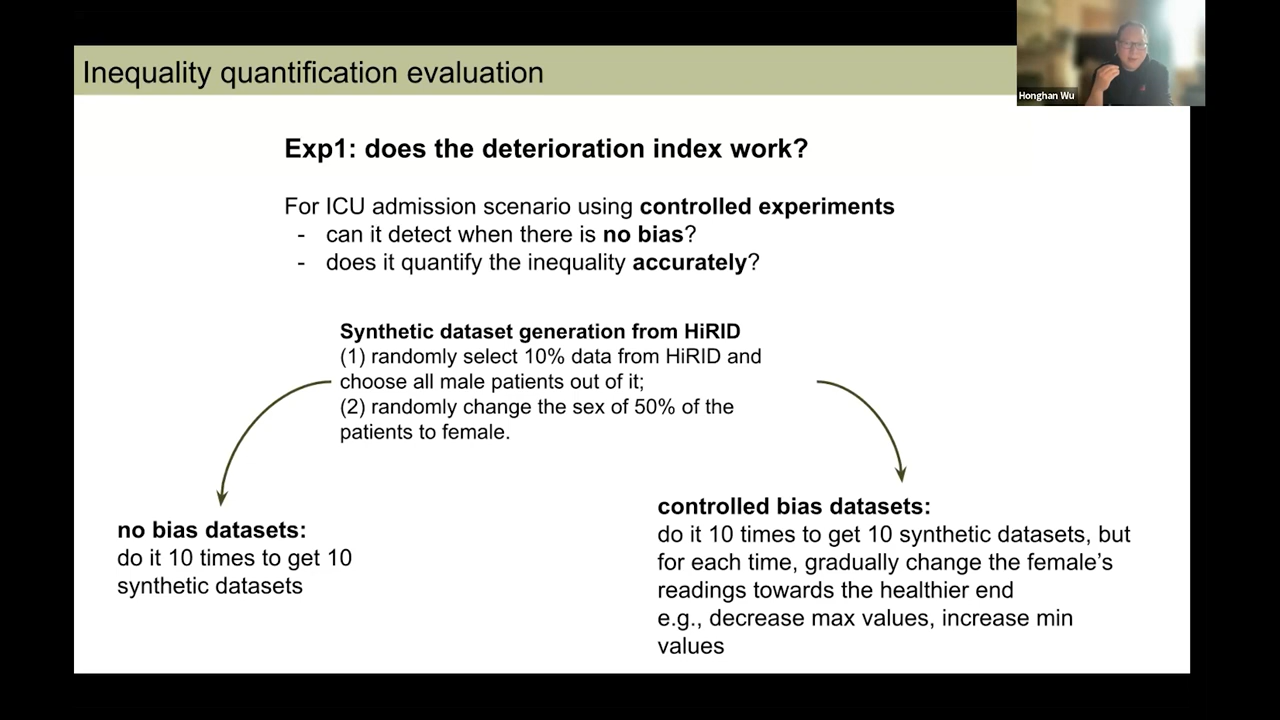 Inequality quantification evaluation
Honghan Wu
Exp1: does the deterioration index work?
For ICU admission scenario using controlled experiments
- can it detect when there is no bias?
- does it quantify the inequality accurately?
Synthetic dataset generation from HiRID
(1) randomly select 10% data from HiRID and
choose all male patients out of it;
(2) randomly change the sex of 50% of the
patients to female.
no bias datasets:
do it 10 times to get 10
synthetic datasets
controlled bias datasets:
do it 10 times to get 10 synthetic datasets, but
for each time, gradually change the female's
readings towards the healthier end
e.g., decrease max values, increase min
values